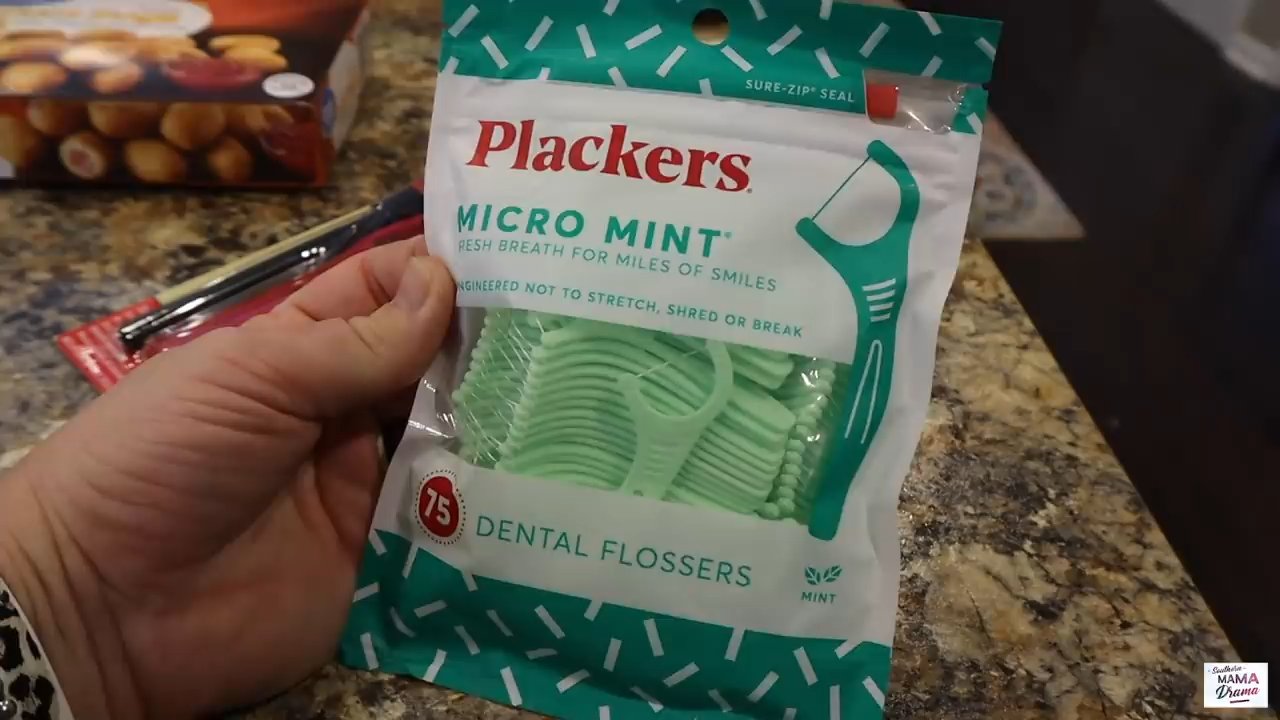 SURE-ZIP® SEAL
Plackers®
MICRO MINT®
RESH BREATH FOR MILES OF SMILES
NGINEERED NOT TO STRETCH, SHRED OR BREAK
75
DENTAL FLOSSERS
MINT
Southern
MAMA
Drama